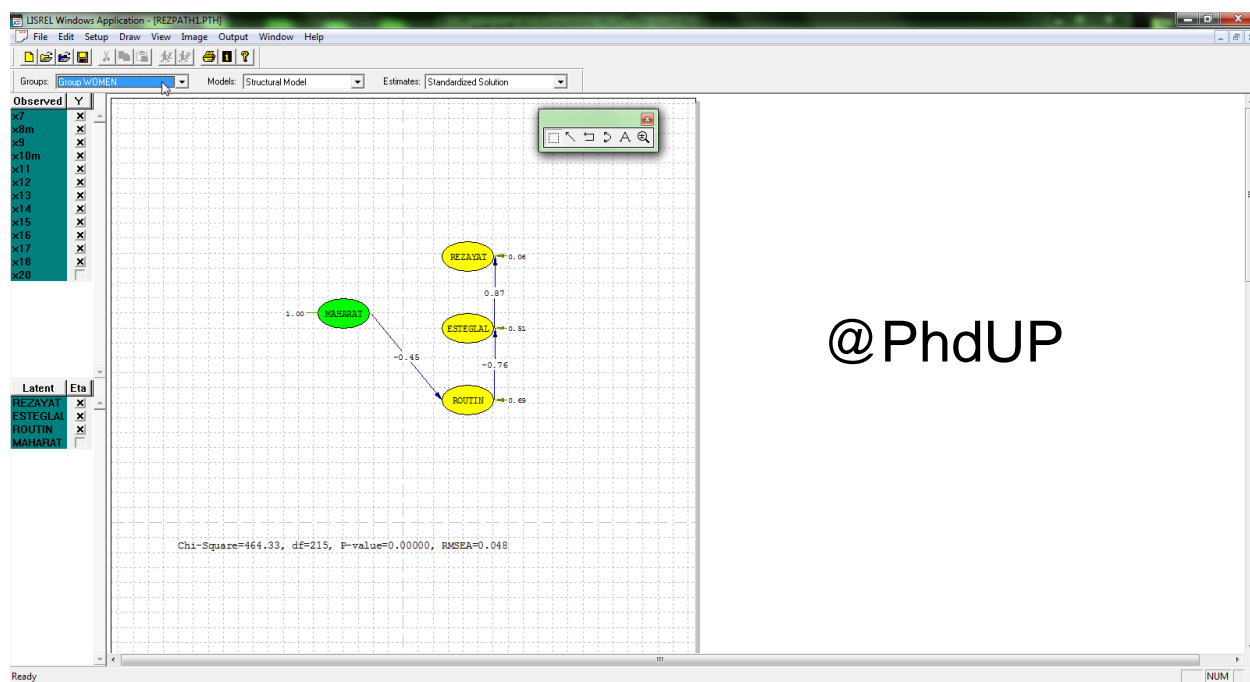 LISREL Windows Application - [REZPATH1.PTH]
File Edit Setup Draw View Image Output Window Help
Groups: Group WOMEN Models: Structural Model Estimates: Standardized Solution
Observed Y
x7
x8m
x9
x10m
x11
x12
x13
x14
x15
x16
x17
x18
x20
Latent Eta
REZAYAT
ESTEGLAL
ROUTIN
MAHARAT
A
REZAYAT 0.06
0.87
1.00 MAHARAT
ESTEGLAL 0.51
-0.45
-0.76
ROUTIN 0.69
Chi-Square=464.33, df=215, P-value=0.00000, RMSEA=0.048
@PhdUP
Ready
NUM